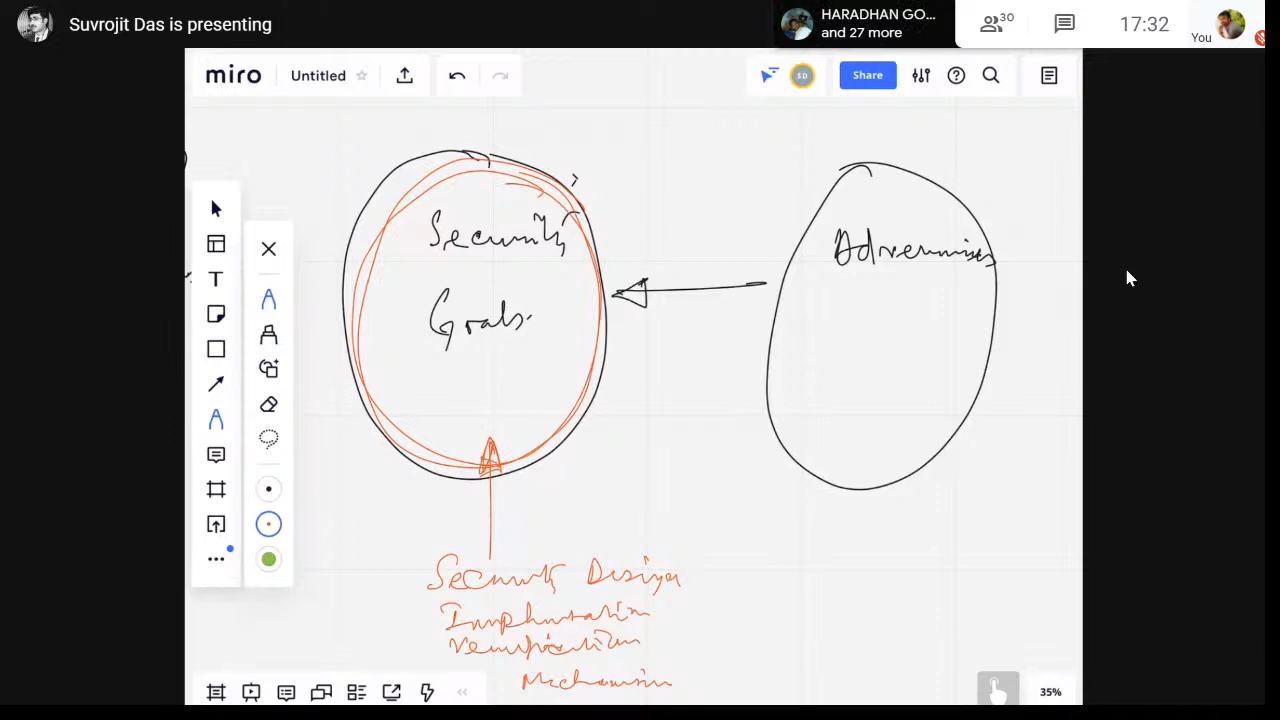 Suvrojit Das is presenting
HARADHAN GO...
and 27 more
30
17:32
You
miro
Untitled
SD
Share
Security
Goals.
Adversaries
Security Design
Implementation
Verification
Mechanism
35%